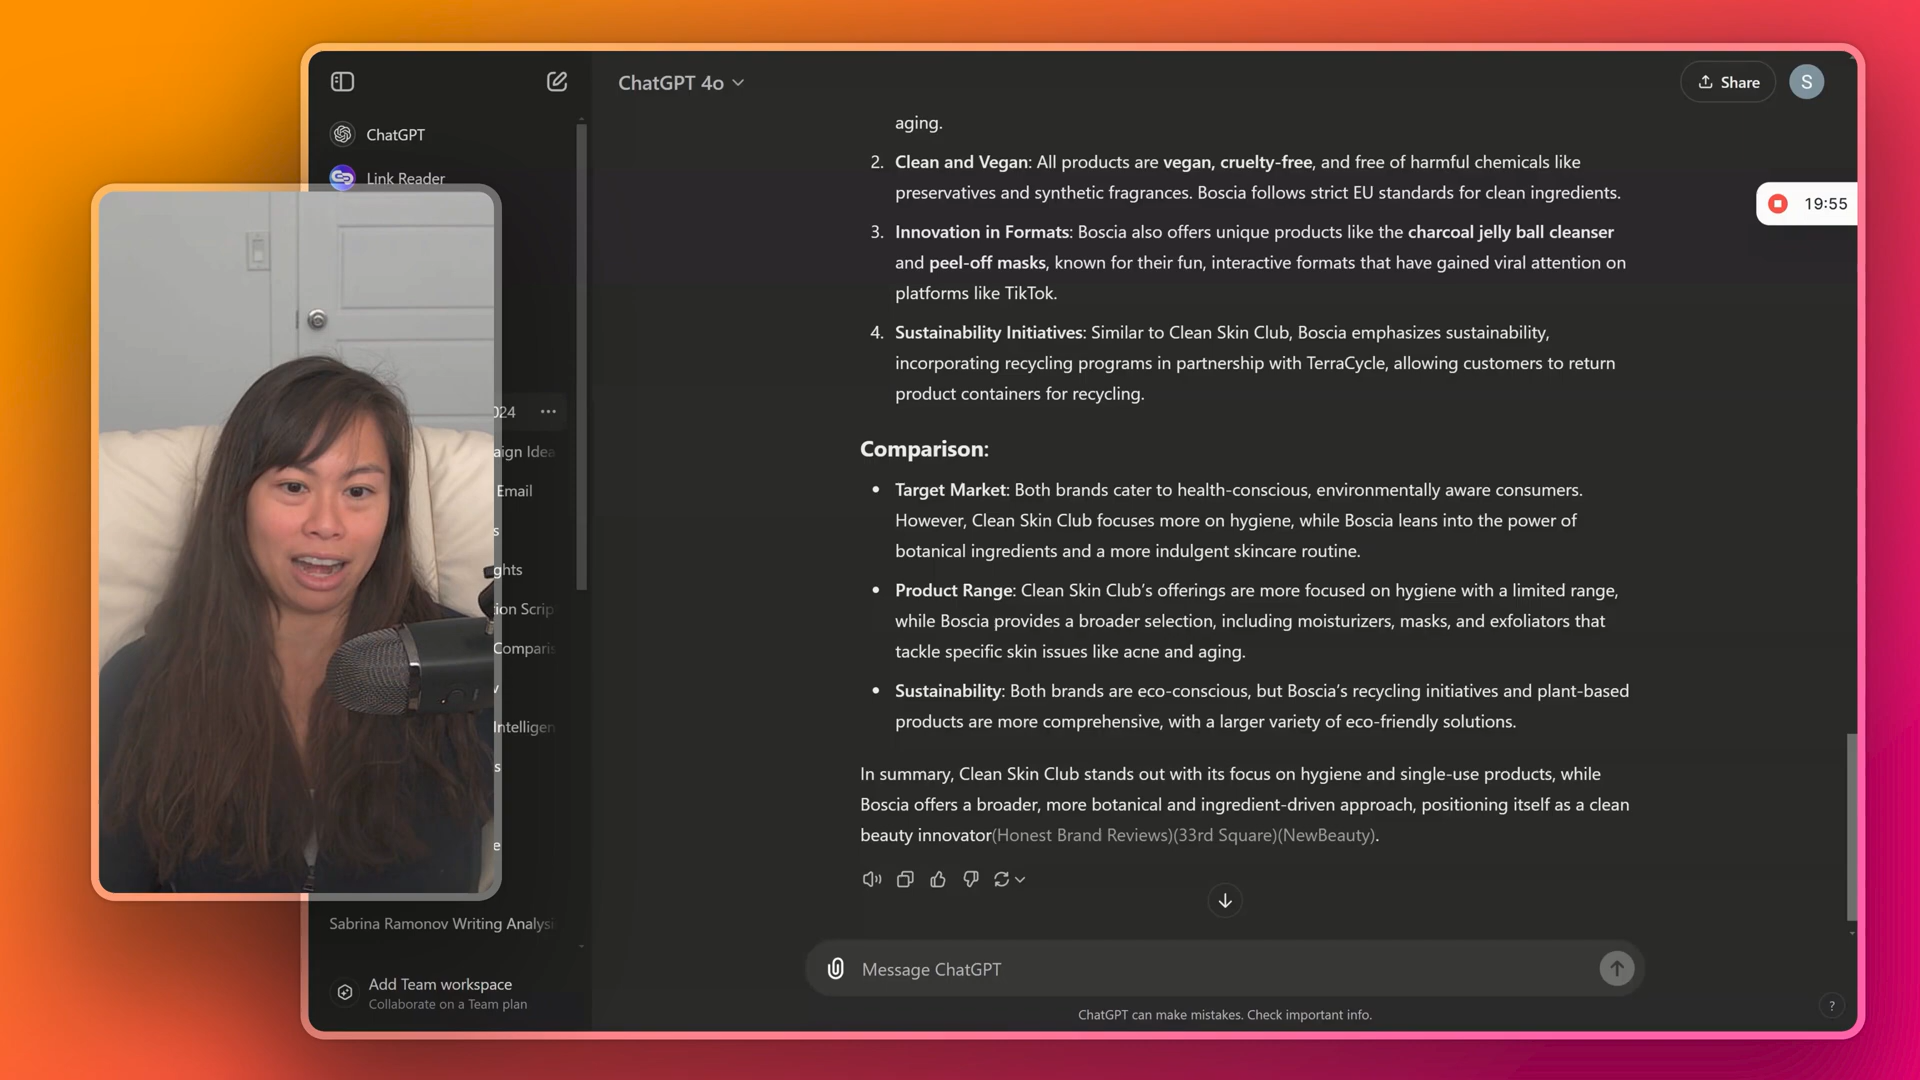 ChatGPT 4o
Share
S
ChatGPT
Link Reader
19:55
024
aign Idea
Email
s
ghts
ion Scrip
Comparis
v
Intelligen
s
e
Sabrina Ramonov Writing Analysi
Add Team workspace
Collaborate on a Team plan
aging.
2. Clean and Vegan: All products are vegan, cruelty-free, and free of harmful chemicals like
preservatives and synthetic fragrances. Boscia follows strict EU standards for clean ingredients.
3. Innovation in Formats: Boscia also offers unique products like the charcoal jelly ball cleanser
and peel-off masks, known for their fun, interactive formats that have gained viral attention on
platforms like TikTok.
4. Sustainability Initiatives: Similar to Clean Skin Club, Boscia emphasizes sustainability,
incorporating recycling programs in partnership with TerraCycle, allowing customers to return
product containers for recycling.
Comparison:
• Target Market: Both brands cater to health-conscious, environmentally aware consumers.
However, Clean Skin Club focuses more on hygiene, while Boscia leans into the power of
botanical ingredients and a more indulgent skincare routine.
• Product Range: Clean Skin Club’s offerings are more focused on hygiene with a limited range,
while Boscia provides a broader selection, including moisturizers, masks, and exfoliators that
tackle specific skin issues like acne and aging.
• Sustainability: Both brands are eco-conscious, but Boscia’s recycling initiatives and plant-based
products are more comprehensive, with a larger variety of eco-friendly solutions.
In summary, Clean Skin Club stands out with its focus on hygiene and single-use products, while
Boscia offers a broader, more botanical and ingredient-driven approach, positioning itself as a clean
beauty innovator(Honest Brand Reviews)(33rd Square)(NewBeauty).
Message ChatGPT
ChatGPT can make mistakes. Check important info.
?